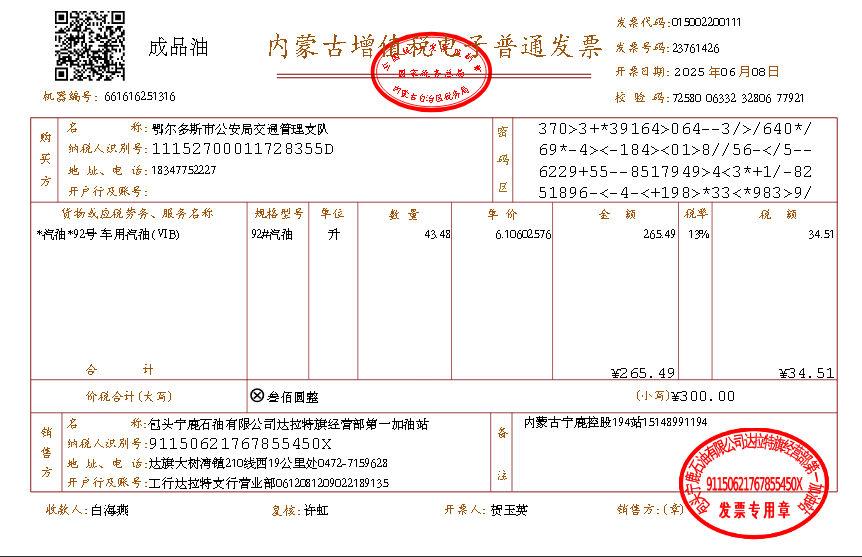 成品油
内蒙古增值税电子普通发票
国家税务总局
内蒙古自治区税务局
发票代码:015002200111
发票号码:23761426
开票日期: 2025 年06 月08日
机器编号: 661616251316
校 验 码:72580 06332 32806 77921
购买方
名 称:鄂尔多斯市公安局交通管理支队
纳税人识别号:11152700011728355D
地 址、电 话:18347752227
开户行及账号:
密码区
370>3+*39164>064--3/>/640*/
69*-4><-184><01>8//56-</5--
6229+55--8517949>4<3*+1/-82
51896-<-4-<+198>*33<*983>9/
货物或应税劳务、服务名称 规格型号 单位 数 量 单 价 金 额 税率 税 额
*汽油*92号 车用汽油(VIB) 92#汽油 升 43.48 6.10602576 265.49 13% 34.51
合 计 ¥265.49 ¥34.51
价税合计(大写) ⊗叁佰圆整 (小写)¥300.00
销售方
名 称:包头宁鹿石油有限公司达拉特旗经营部第一加油站
纳税人识别号:91150621767855450X
地 址、电 话:达旗大树湾镇210线西19公里处0472-7159628
开户行及账号:工行达拉特支行营业部0612081209022189135
备注
内蒙古宁鹿控股194站15148991194
包头宁鹿石油有限公司达拉特旗经营部第一加油站
91150621767855450X
发票专用章
收款人:白海燕 复核:许虹 开票人:贺玉英 销售方:(章)